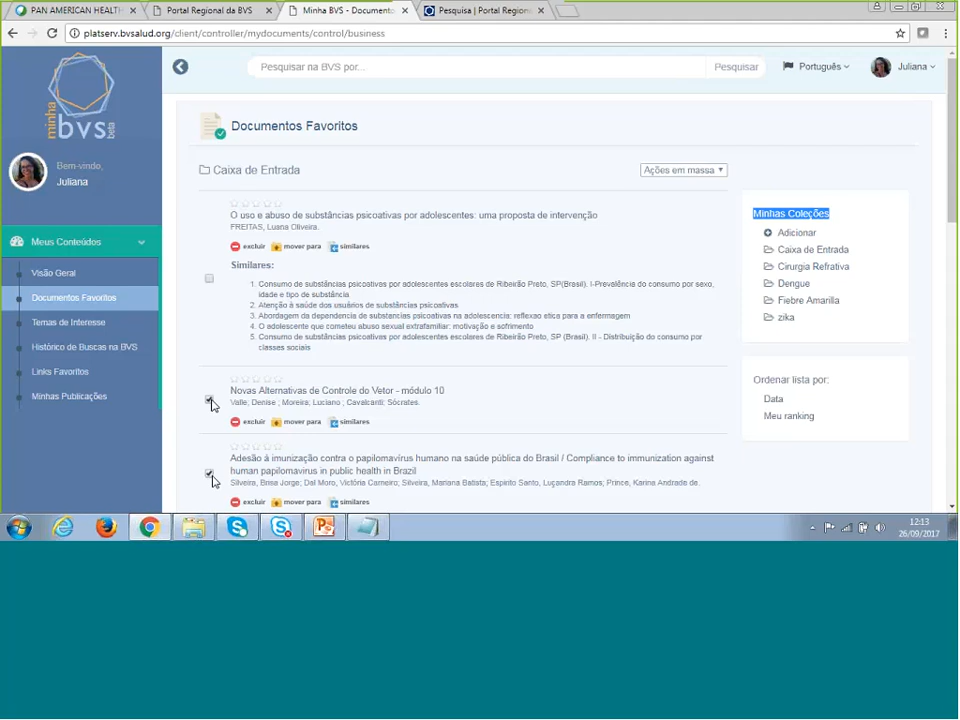 PAN AMERICAN HEALTH
Portal Regional da BVS
Minha BVS - Documento
Pesquisa | Portal Region
platserv.bvsalud.org/client/controller/mydocuments/control/business
minha
bvs beta
Pesquisar na BVS por...
Pesquisar
Português
Juliana
Bem-vindo,
Juliana
Meus Conteúdos
Visão Geral
Documentos Favoritos
Temas de Interesse
Histórico de Buscas na BVS
Links Favoritos
Minhas Publicações
Documentos Favoritos
Caixa de Entrada
Ações em massa
O uso e abuso de substâncias psicoativas por adolescentes: uma proposta de intervenção
FREITAS, Luana Oliveira.
excluir mover para similares
Similares:
1. Consumo de substâncias psicoativas por adolescentes escolares de Ribeirão Preto, SP(Brasil). I-Prevalência do consumo por sexo,
idade e tipo de substância
2. Atenção à saúde dos usuários de substâncias psicoativas
3. Abordagem da dependencia de substancias psicoativas na adolescencia: reflexao etica para a enfermagem
4. O adolescente que cometeu abuso sexual extrafamiliar: motivação e sofrimento
5. Consumo de substâncias psicoativas por adolescentes escolares de Ribeirão Preto, SP (Brasil). II - Distribuição do consumo por
classes sociais
Novas Alternativas de Controle do Vetor - módulo 10
Valle, Denise ; Moreira, Luciano ; Cavalcanti, Sócrates.
excluir mover para similares
Adesão à imunização contra o papilomavírus humano na saúde pública do Brasil / Compliance to immunization against
human papilomavirus in public health in Brazil
Silveira, Brisa Jorge; Dal Moro, Victória Carneiro; Silveira, Mariana Batista; Espirito Santo, Luçandra Ramos; Prince, Karina Andrade de.
excluir mover para similares
Minhas Coleções
Adicionar
Caixa de Entrada
Cirurgia Refrativa
Dengue
Fiebre Amarilla
zika
Ordenar lista por:
Data
Meu ranking
12:13
26/09/2017